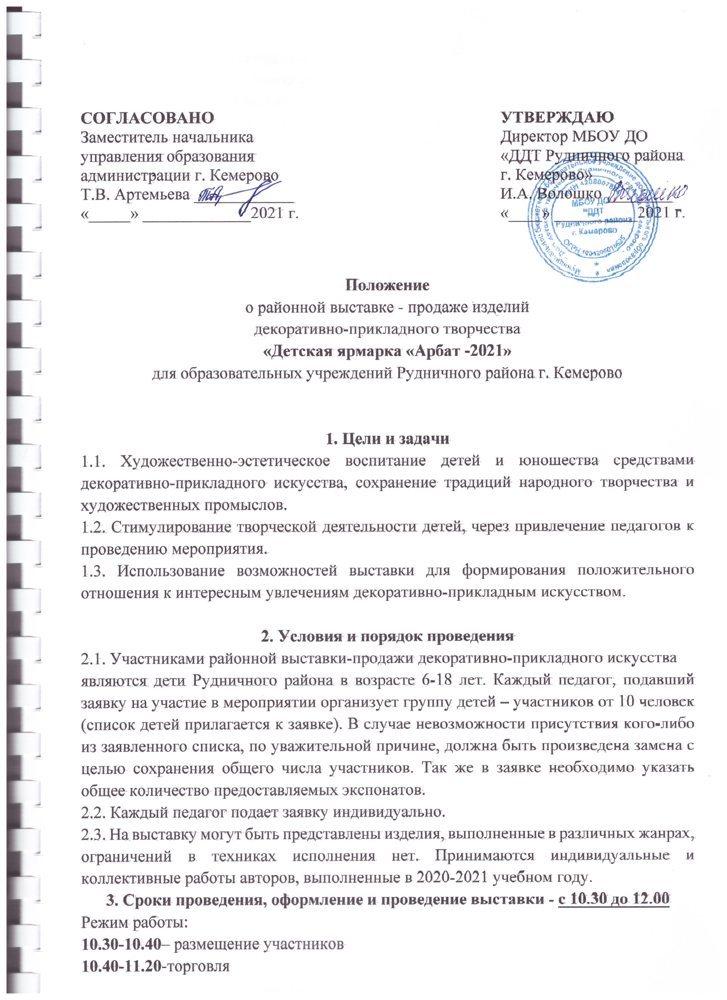 СОГЛАСОВАНО
Заместитель начальника
управления образования
администрации г. Кемерово
Т.В. Артемьева ____________
«_____» _____________2021 г.
УТВЕРЖДАЮ
Директор МБОУ ДО
«ДДТ Рудничного района
г. Кемерово»
И.А. Волошко ________
«____» __________2021 г.
МБОУ ДО
"ДДТ
Рудничного района
г. Кемерово
Положение
о районной выставке - продаже изделий
декоративно-прикладного творчества
«Детская ярмарка «Арбат -2021»
для образовательных учреждений Рудничного района г. Кемерово
1. Цели и задачи
1.1. Художественно-эстетическое воспитание детей и юношества средствами
декоративно-прикладного искусства, сохранение традиций народного творчества и
художественных промыслов.
1.2. Стимулирование творческой деятельности детей, через привлечение педагогов к
проведению мероприятия.
1.3. Использование возможностей выставки для формирования положительного
отношения к интересным увлечениям декоративно-прикладным искусством.
2. Условия и порядок проведения
2.1. Участниками районной выставки-продажи декоративно-прикладного искусства
являются дети Рудничного района в возрасте 6-18 лет. Каждый педагог, подавший
заявку на участие в мероприятии организует группу детей – участников от 10 человек
(список детей прилагается к заявке). В случае невозможности присутствия кого-либо
из заявленного списка, по уважительной причине, должна быть произведена замена с
целью сохранения общего числа участников. Так же в заявке необходимо указать
общее количество предоставляемых экспонатов.
2.2. Каждый педагог подает заявку индивидуально.
2.3. На выставку могут быть представлены изделия, выполненные в различных жанрах,
ограничений в техниках исполнения нет. Принимаются индивидуальные и
коллективные работы авторов, выполненные в 2020-2021 учебном году.
3. Сроки проведения, оформление и проведение выставки - с 10.30 до 12.00
Режим работы:
10.30-10.40– размещение участников
10.40-11.20-торговля